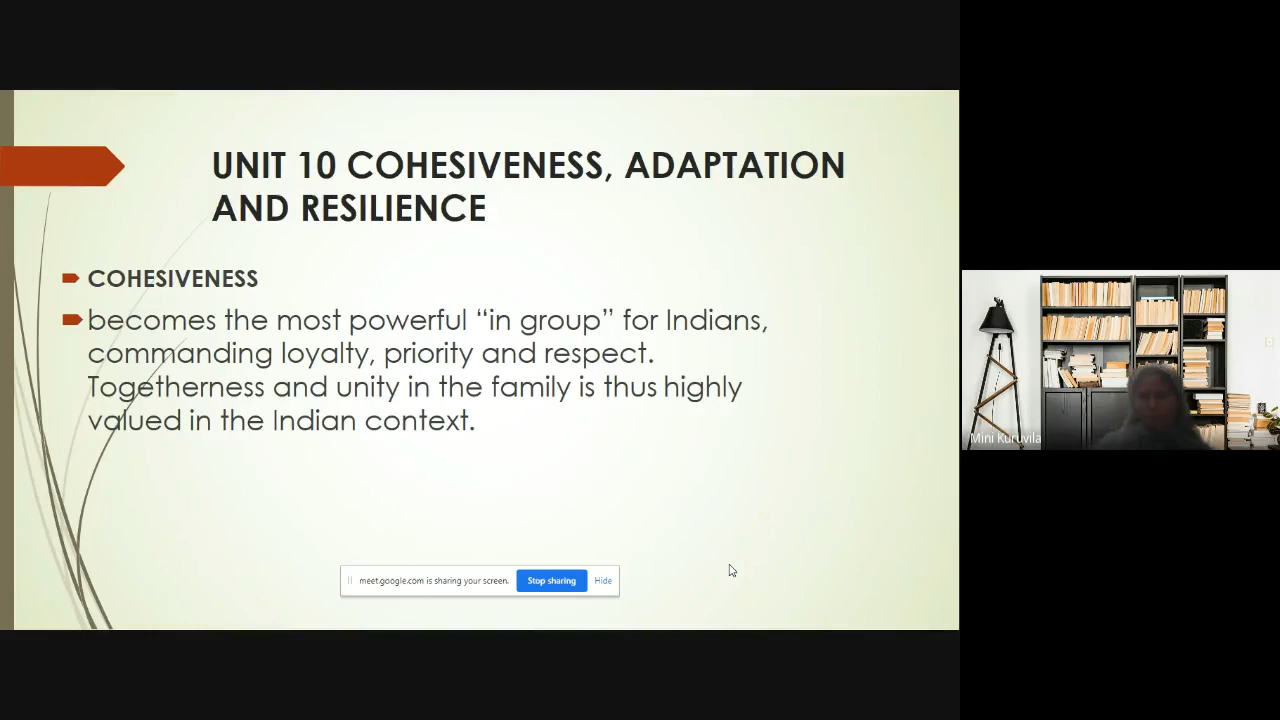 UNIT 10 COHESIVENESS, ADAPTATION
AND RESILIENCE
COHESIVENESS
becomes the most powerful “in group” for Indians,
commanding loyalty, priority and respect.
Togetherness and unity in the family is thus highly
valued in the Indian context.
meet.google.com is sharing your screen.
Stop sharing
Hide
Mini Kuruvila